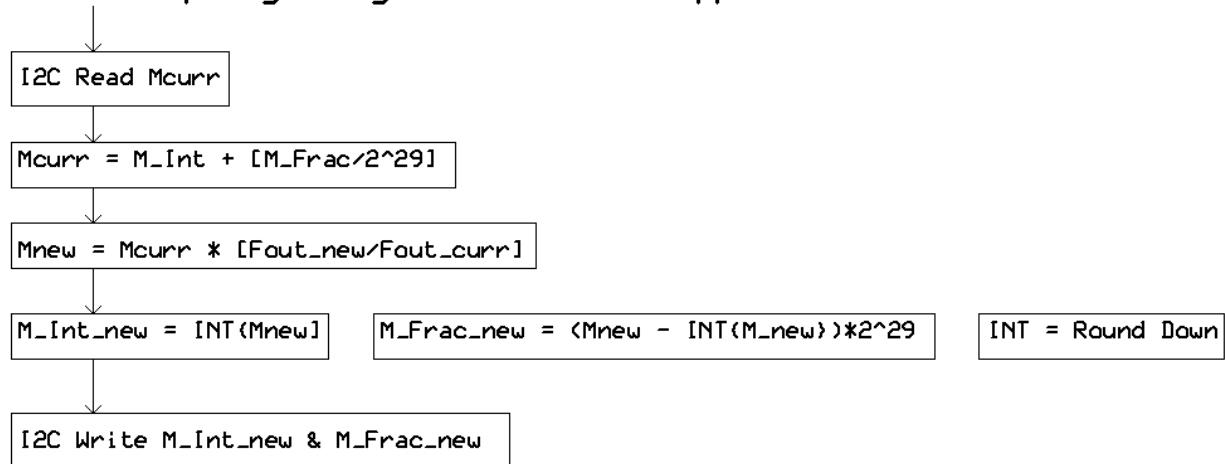 I2C Read Mcurr
Mcurr = M_Int + [M_Frac/2^29]
Mnew = Mcurr * [Fout_new/Fout_curr]
M_Int_new = INT{Mnew] M_Frac_new = (Mnew - INT{M_new})*2^29 INT = Round Down
I2C Write M_Int_new & M_Frac_new